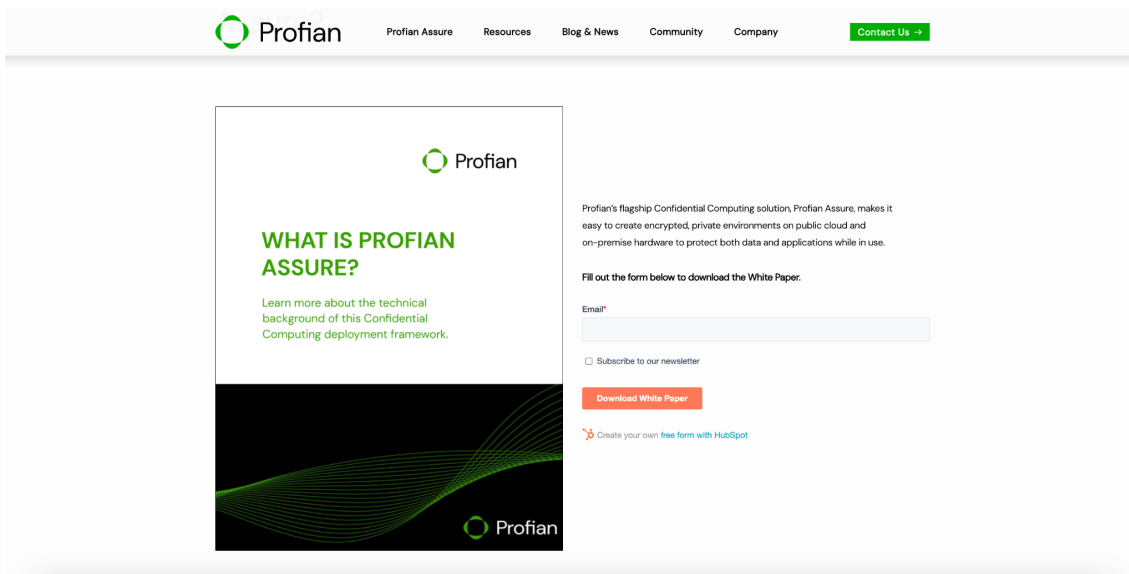 Profian
Profian Assure
Resources
Blog & News
Community
Company
Contact Us →
Profian
WHAT IS PROFIAN
ASSURE?
Learn more about the technical
background of this Confidential
Computing deployment framework.
Profian
Profian's flagship Confidential Computing solution, Profian Assure, makes it
easy to create encrypted, private environments on public cloud and
on-premise hardware to protect both data and applications while in use.
Fill out the form below to download the White Paper.
Email*
Subscribe to our newsletter
Download White Paper
Create your own free form with HubSpot